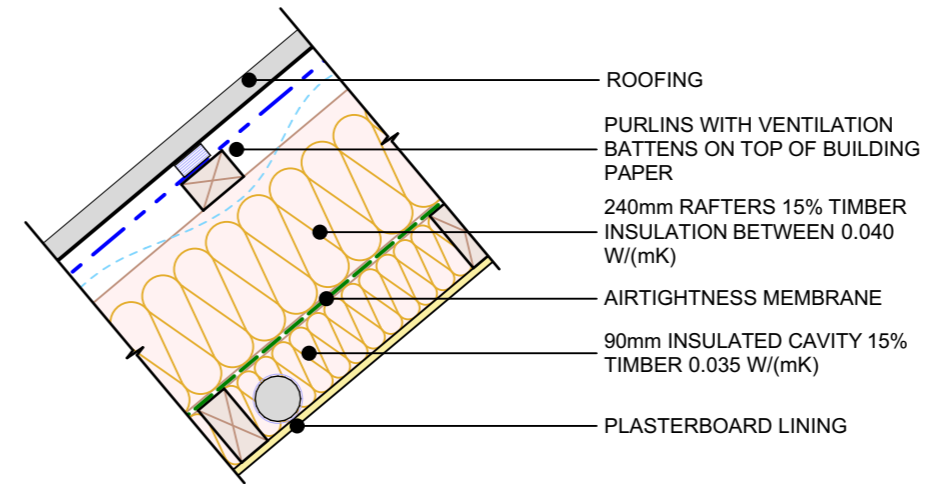 ROOFING
PURLINS WITH VENTILATION
BATTENS ON TOP OF BUILDING
PAPER
240mm RAFTERS 15% TIMBER
INSULATION BETWEEN 0.040
W/(mK)
AIRTIGHTNESS MEMBRANE
90mm INSULATED CAVITY 15%
TIMBER 0.035 W/(mK)
PLASTERBOARD LINING